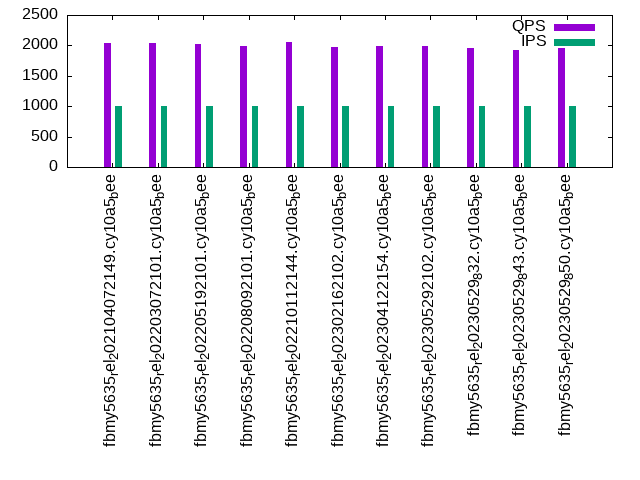 2500
2000
1500
1000
500
0
QPS
IPS
fbmy5635rel202104072149.cy10a5bee
fbmy5635rel202203072101.cy10a5bee
fbmy5635rel202205192101.cy10a5bee
fbmy5635rel202208092101.cy10a5bee
fbmy5635rel202210112144.cy10a5bee
fbmy5635rel202302162102.cy10a5bee
fbmy5635rel202304122154.cy10a5bee
fbmy5635rel202305292102.cy10a5bee
fbmy5635rel20230529832.cy10a5bee
fbmy5635rel20230529843.cy10a5bee
fbmy5635rel20230529850.cy10a5bee